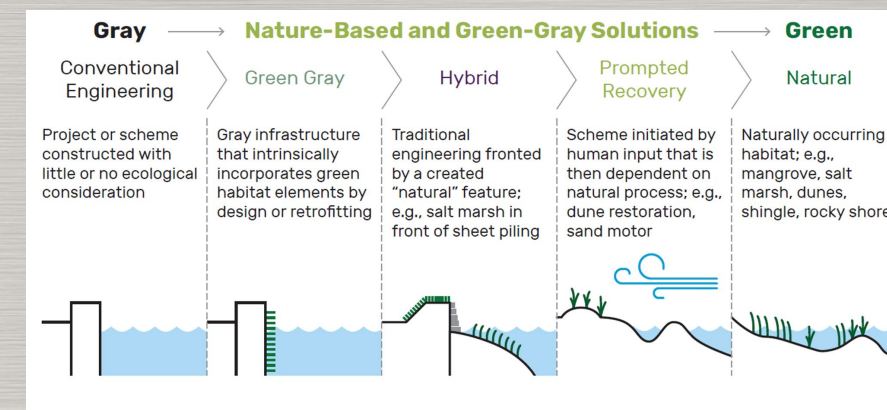 Gray
Nature-Based and Green-Gray Solutions
Green
Conventional
Engineering
Green Gray
Hybrid
Prompted
Recovery
Natural
Project or scheme
constructed with
little or no ecological
consideration
Gray infrastructure
that intrinsically
incorporates green
habitat elements by
design or retrofitting
Traditional
engineering fronted
by a created
“natural” feature;
e.g., salt marsh in
front of sheet piling
Scheme initiated by
human input that is
then dependent on
natural process; e.g.,
dune restoration,
sand motor
Naturally occurring
habitat; e.g.,
mangrove, salt
marsh, dunes,
shingle, rocky shore